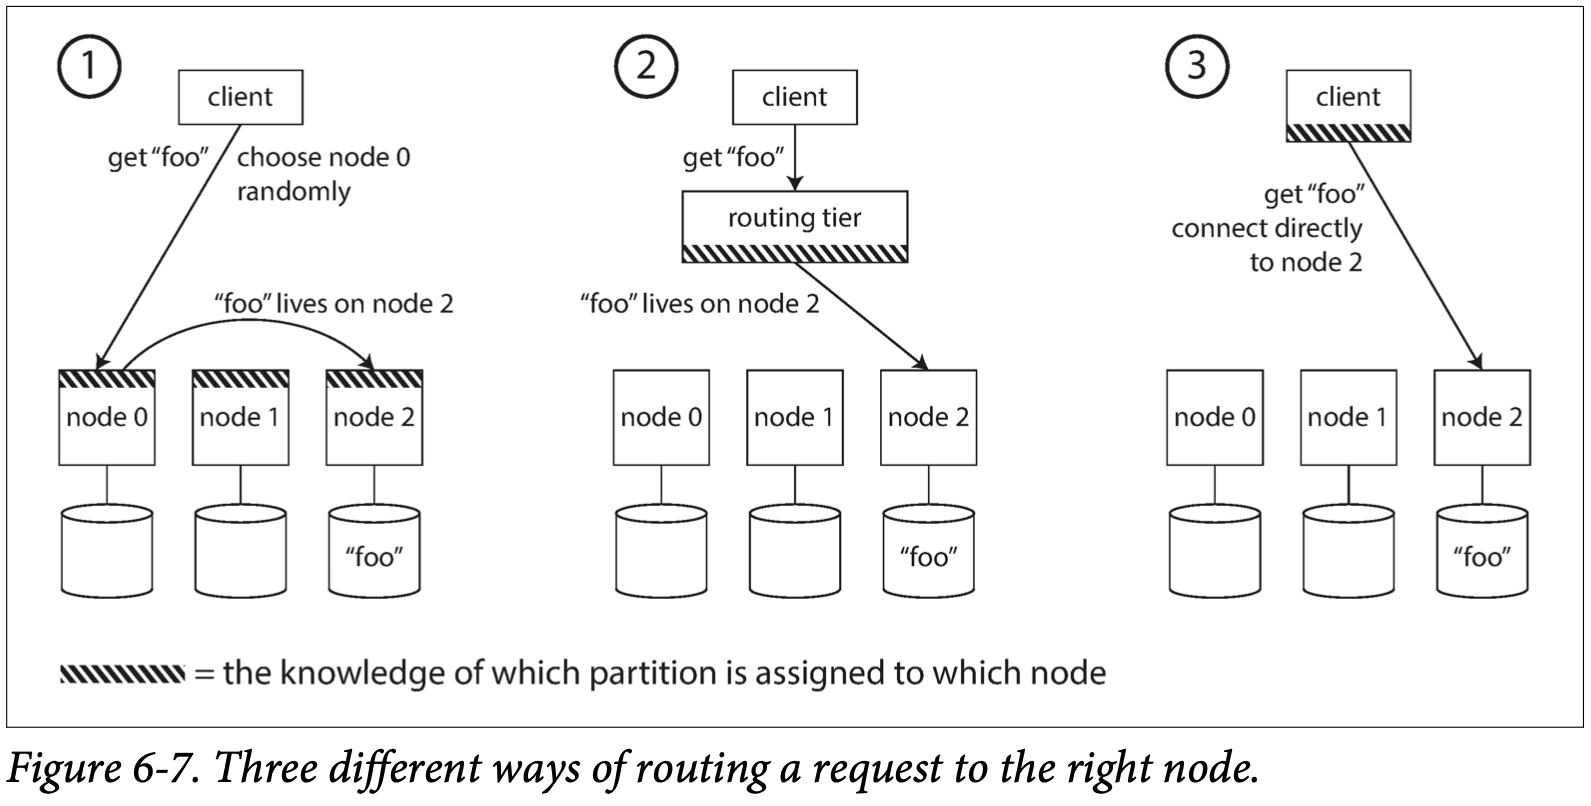 1
client
get “foo”
choose node 0
randomly
“foo” lives on node 2
node 0
node 1
node 2
“foo”
2
client
get “foo”
routing tier
“foo” lives on node 2
node 0
node 1
node 2
“foo”
3
client
get “foo”
connect directly
to node 2
node 0
node 1
node 2
“foo”
= the knowledge of which partition is assigned to which node
Figure 6-7. Three different ways of routing a request to the right node.